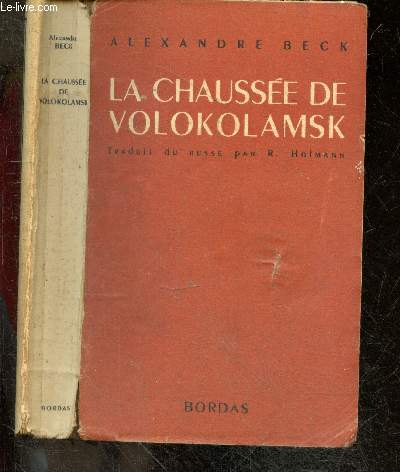 Le-livre.com
Alexandre
BECK
LA CHAUSSÉE
DE
VOLOKOLAMSK
BORDAS
ALEXANDRE BECK
LA CHAUSSÉE DE
VOLOKOLAMSK
Traduit du russe par R. Hofmann
BORDAS